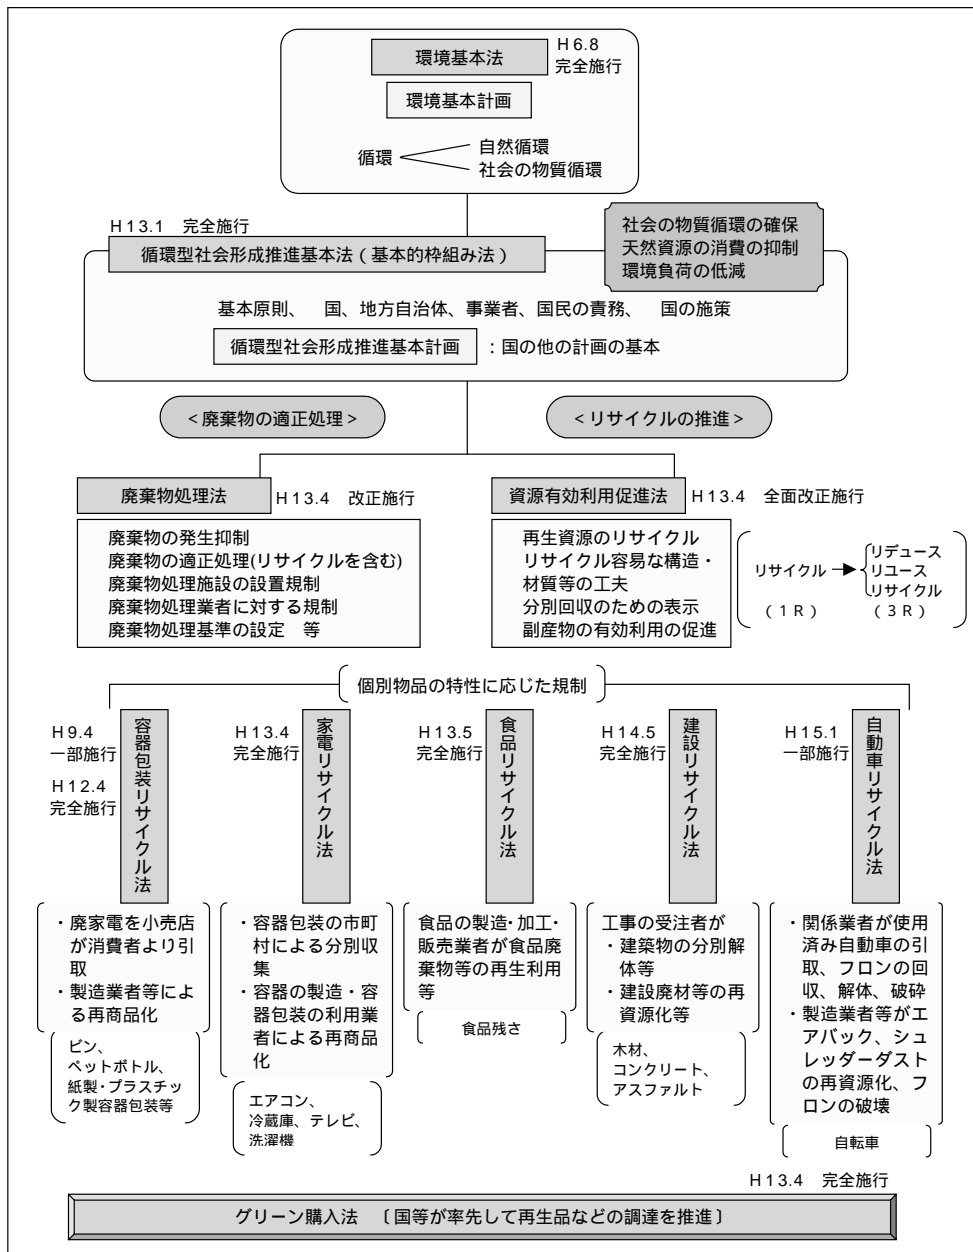 環境基本法
H6.8
完全施行
環境基本計画
循環
自然循環
社会の物質循環
H13.1 完全施行
循環型社会形成推進基本法(基本的枠組み法)
社会の物質循環の確保
天然資源の消費の抑制
環境負荷の低減
基本原則、 国、地方自治体、事業者、国民の責務、 国の施策
循環型社会形成推進基本計画 :国の他の計画の基本
<廃棄物の適正処理>
<リサイクルの推進>
廃棄物処理法
H13.4 改正施行
廃棄物の発生抑制
廃棄物の適正処理(リサイクルを含む)
廃棄物処理施設の設置規制
廃棄物処理業者に対する規制
廃棄物処理基準の設定 等
資源有効利用促進法
H13.4 全面改正施行
再生資源のリサイクル
リサイクル容易な構造・
材質等の工夫
分別回収のための表示
副産物の有効利用の促進
リサイクル
(1R)
リデュース
リユース
リサイクル
(3R)
個別物品の特性に応じた規制
H9.4
一部施行
H12.4
完全施行
容器包装リサイクル法
・廃家電を小売店
が消費者より引
取
・製造業者等によ
る再商品化
ビン、
ペットボトル、
紙製・プラスチッ
ク製容器包装等
H13.4
完全施行
家電リサイクル法
・容器包装の市町
村による分別収
集
・容器の製造・容
器包装の利用業
者による再商品
化
エアコン、
冷蔵庫、テレビ、
洗濯機
H13.5
完全施行
食品リサイクル法
食品の製造・加工・
販売業者が食品廃
棄物等の再生利用
等
食品残さ
H14.5
完全施行
建設リサイクル法
工事の受注者が
・建築物の分別解
体等
・建設廃材等の再
資源化等
木材、
コンクリート、
アスファルト
H15.1
一部施行
自動車リサイクル法
・関係業者が使用
済み自動車の引
取、フロンの回
収、解体、破砕
・製造業者等がエ
アバック、シュ
レッダーダスト
の再資源化、フ
ロンの破壊
自転車
H13.4 完全施行
グリーン購入法 〔国等が率先して再生品などの調達を推進〕